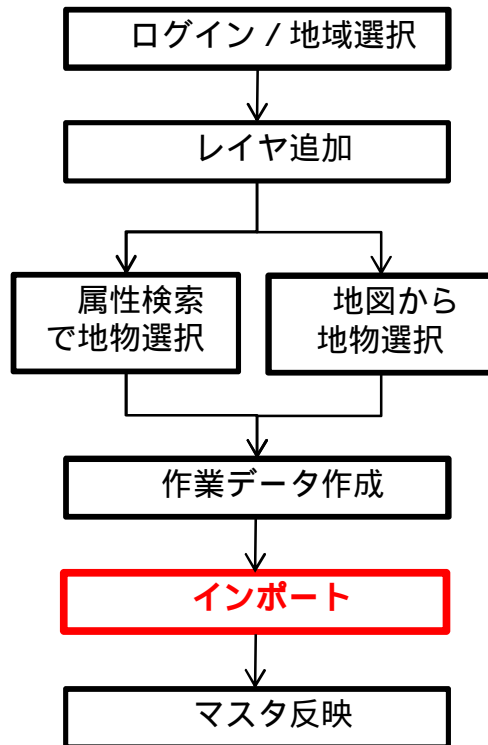 ログイン / 地域選択
レイヤ追加
属性検索
で地物選択
地図から
地物選択
作業データ作成
インポート
マスタ反映